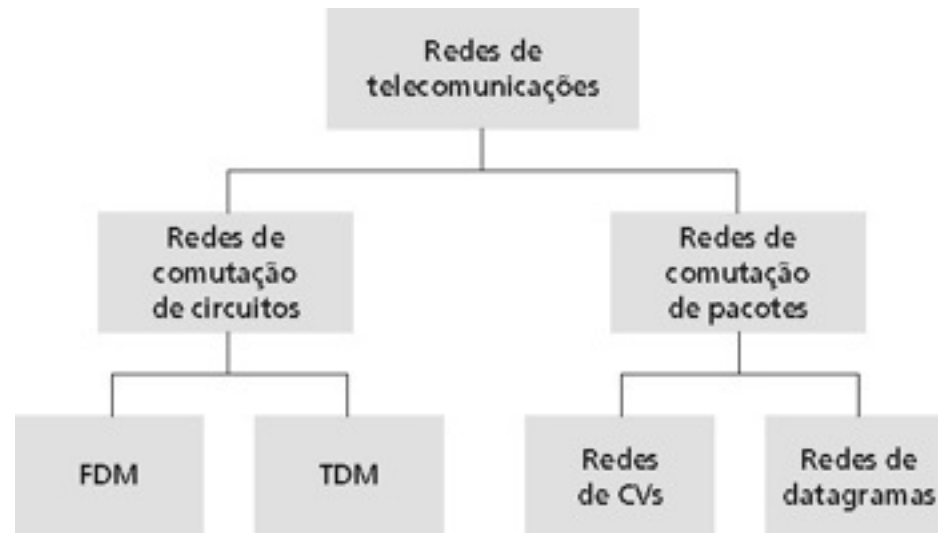 Redes de
telecomunicações
Redes de
comutação
de circuitos
Redes de
comutação
de pacotes
FDM
TDM
Redes
de CVs
Redes de
datagramas